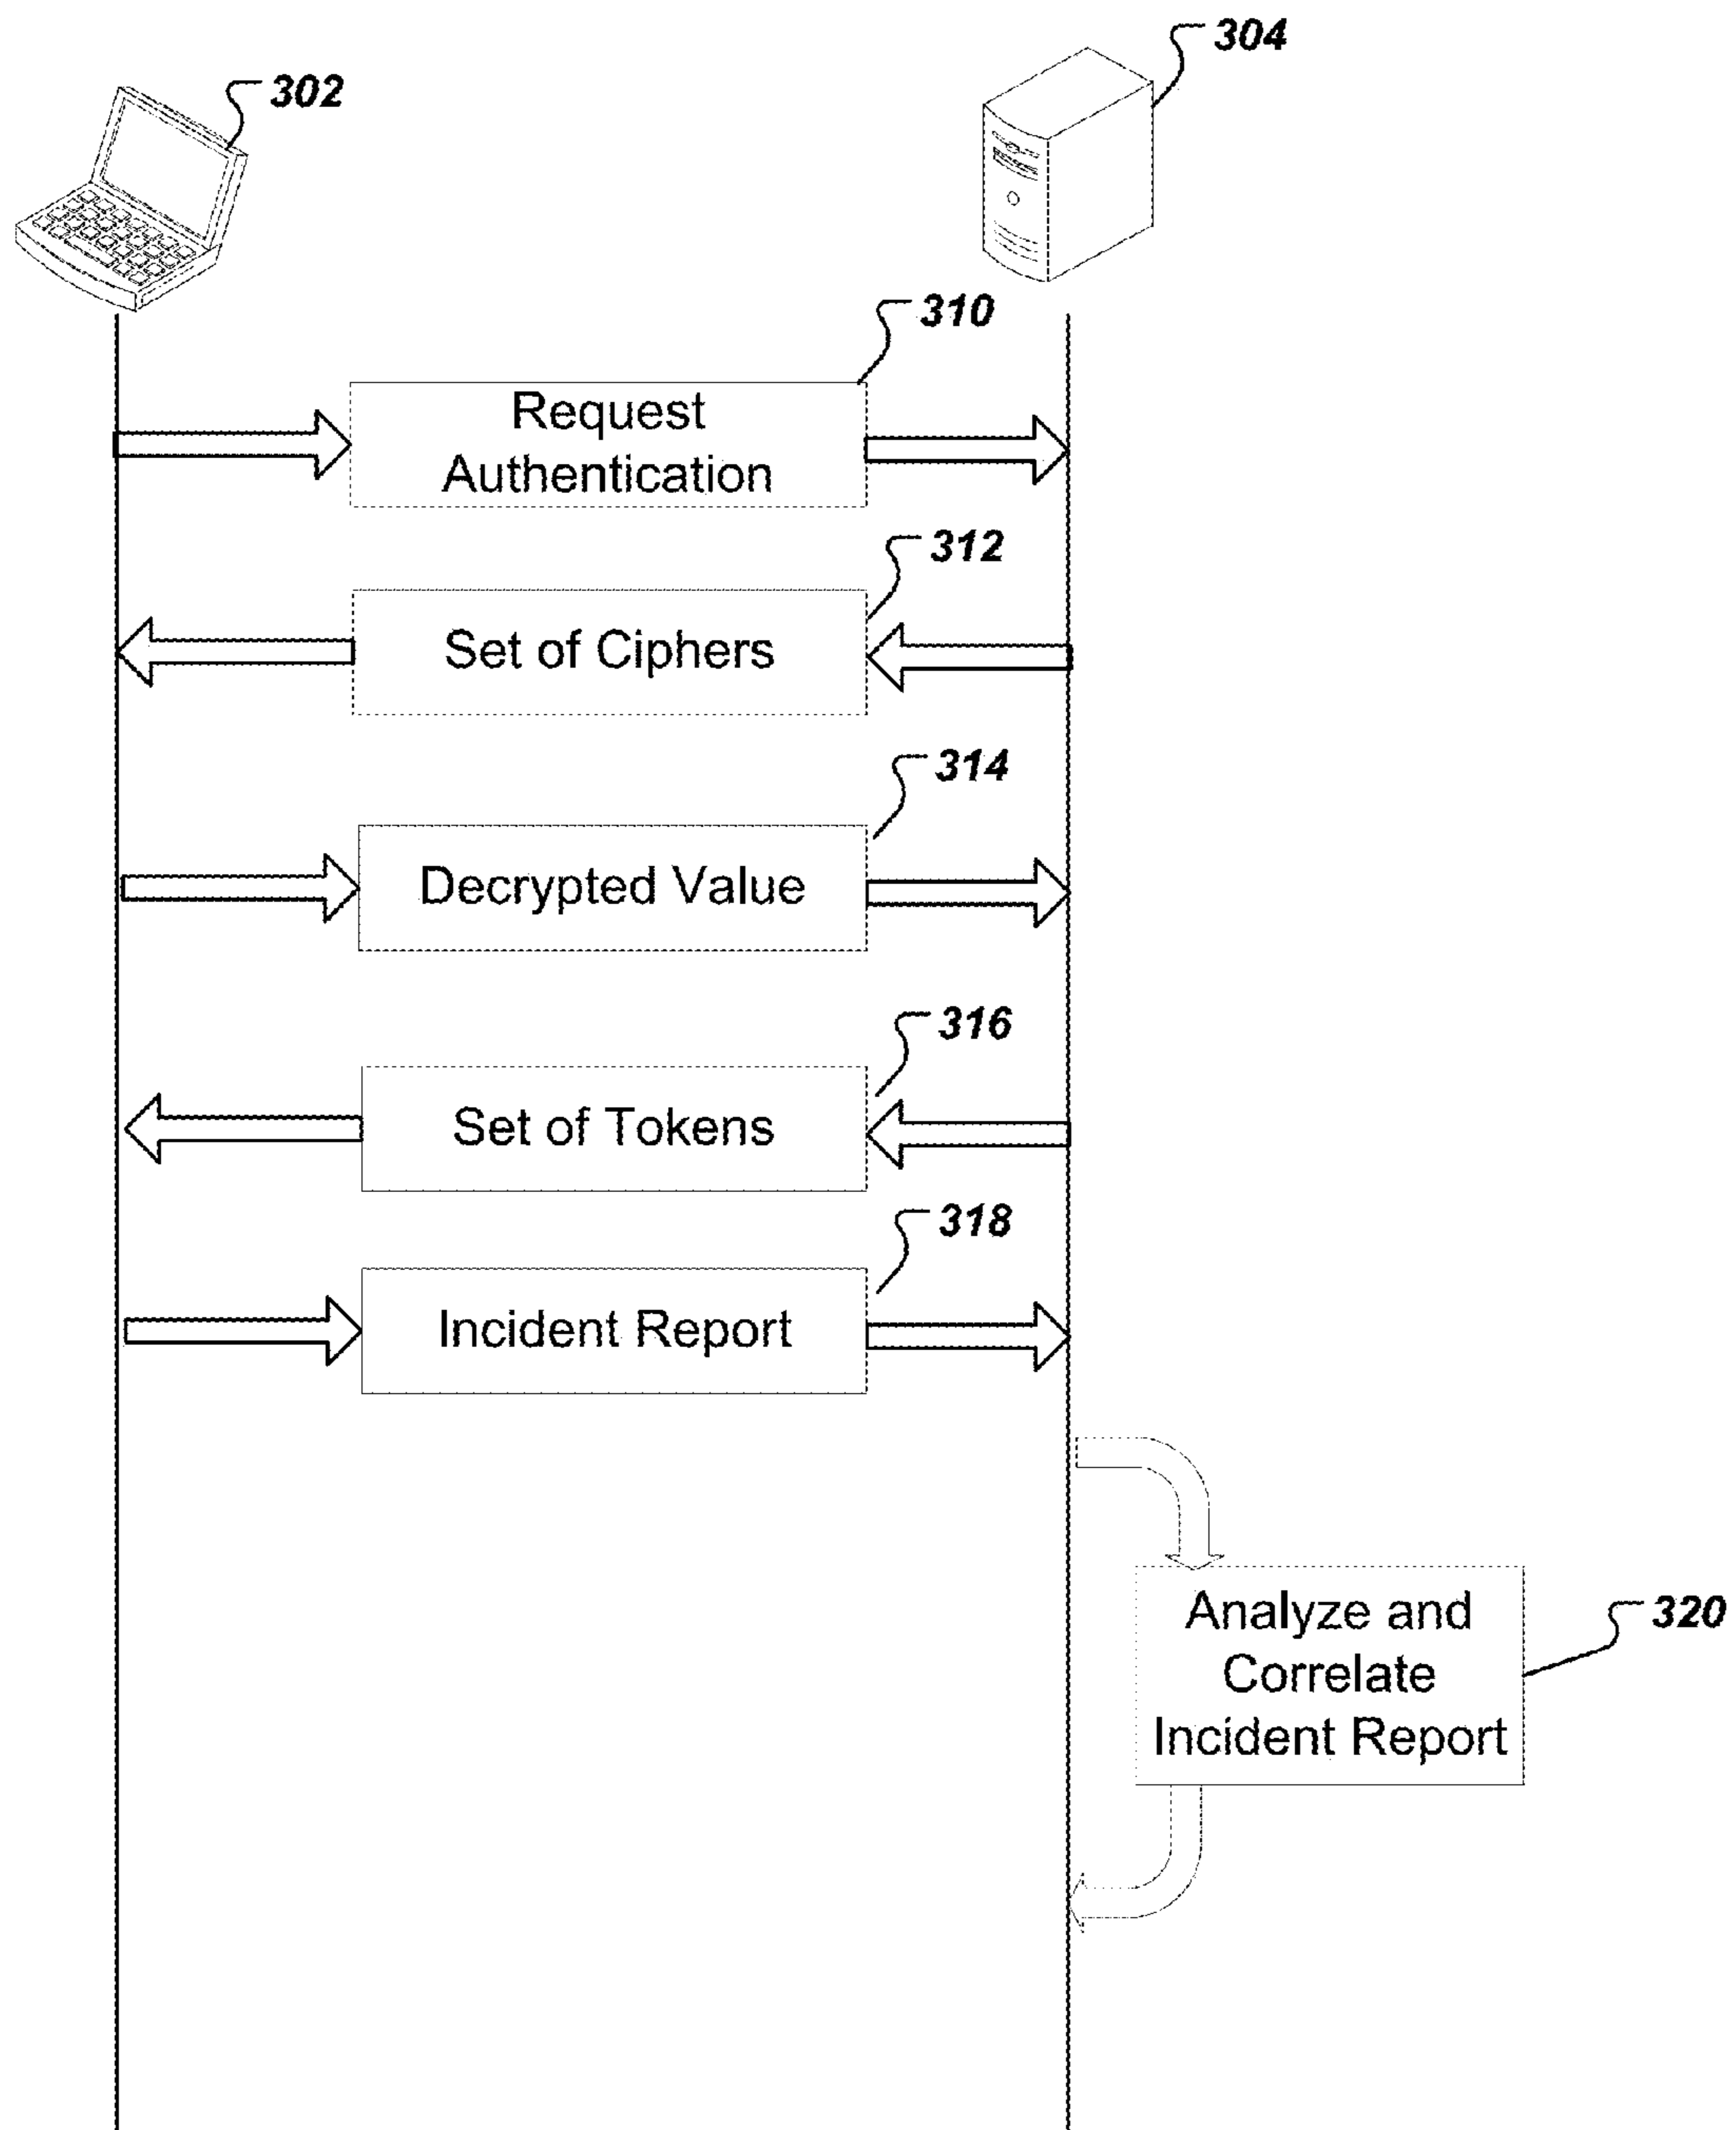 304
302
310
Request
Authentication
312
Set of Ciphers
314
Decrypted Value
316
Set of Tokens
318
Incident Report
Analyze and
Correlate
Incident Report
320